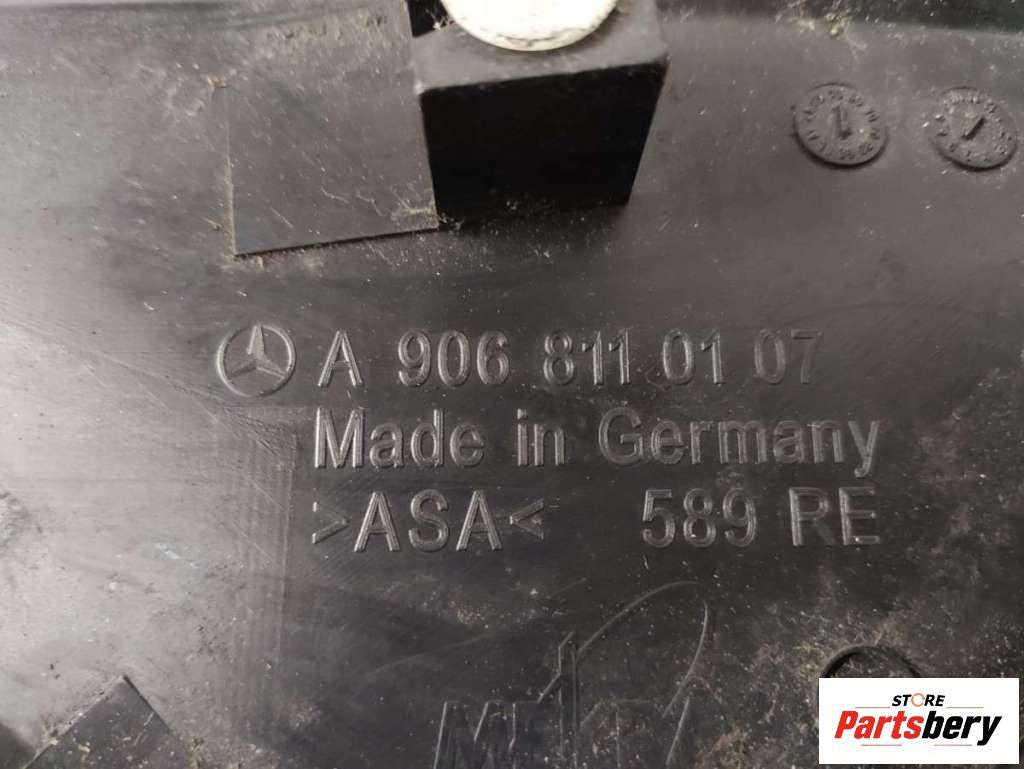 A 906 811 01 07
Made in Germany
>ASA< 589 RE
STORE
Partsbery